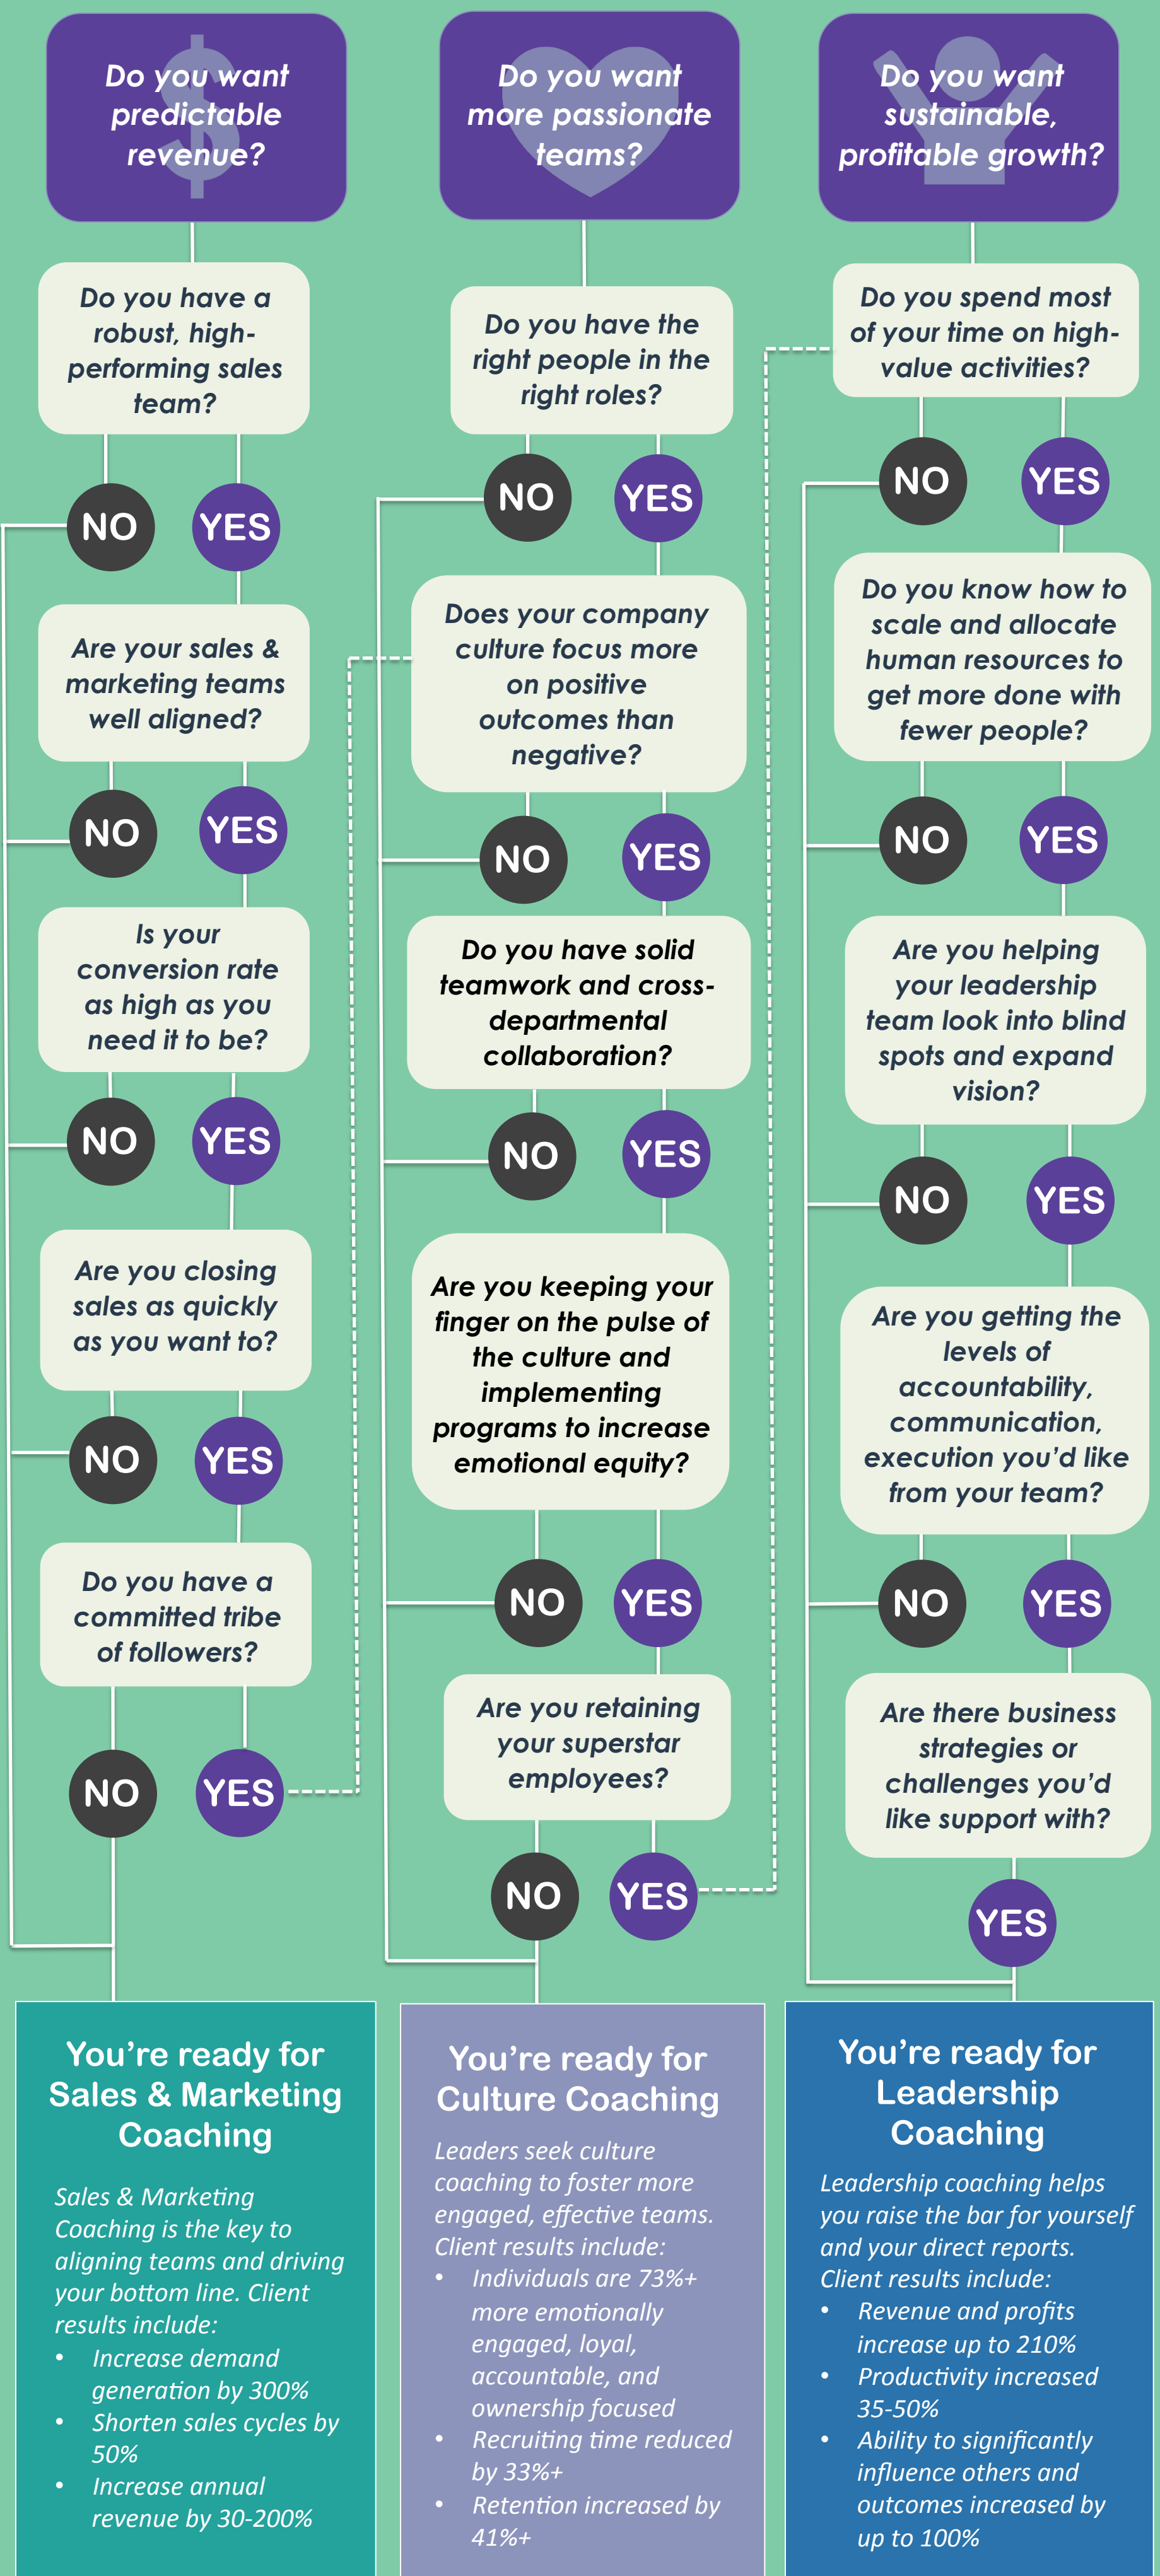 Do you want
predictable
revenue?
Do you have a
robust, high-
performing sales
team?
NO
YES
Are your sales &
marketing teams
well aligned?
NO
YES
Is your
conversion rate
as high as you
need it to be?
NO
YES
Are you closing
sales as quickly
as you want to?
NO
YES
Do you have a
committed tribe
of followers?
NO
YES
You're ready for
Sales & Marketing
Coaching
Sales & Marketing
Coaching is the key to
aligning teams and driving
your bottom line. Client
results include:
• Increase demand
generation by 300%
• Shorten sales cycles by
50%
• Increase annual
revenue by 30-200%
Do you want
more passionate
teams?
Do you have the
right people in the
right roles?
NO
YES
Does your company
culture focus more
on positive
outcomes than
negative?
NO
YES
Do you have solid
teamwork and cross-
departmental
collaboration?
NO
YES
Are you keeping your
finger on the pulse of
the culture and
implementing
programs to increase
emotional equity?
NO
YES
Are you retaining
your superstar
employees?
NO
YES
You're ready for
Culture Coaching
Leaders seek culture
coaching to foster more
engaged, effective teams.
Client results include:
• Individuals are 73%+
more emotionally
engaged, loyal,
accountable, and
ownership focused
• Recruiting time reduced
by 33%+
• Retention increased by
41%+
Do you want
sustainable,
profitable growth?
Do you spend most
of your time on high-
value activities?
NO
YES
Do you know how to
scale and allocate
human resources to
get more done with
fewer people?
NO
YES
Are you helping
your leadership
team look into blind
spots and expand
vision?
NO
YES
Are you getting the
levels of
accountability,
communication,
execution you'd like
from your team?
NO
YES
Are there business
strategies or
challenges you'd
like support with?
YES
You're ready for
Leadership
Coaching
Leadership coaching helps
you raise the bar for yourself
and your direct reports.
Client results include:
• Revenue and profits
increase up to 210%
• Productivity increased
35-50%
• Ability to significantly
influence others and
outcomes increased by
up to 100%